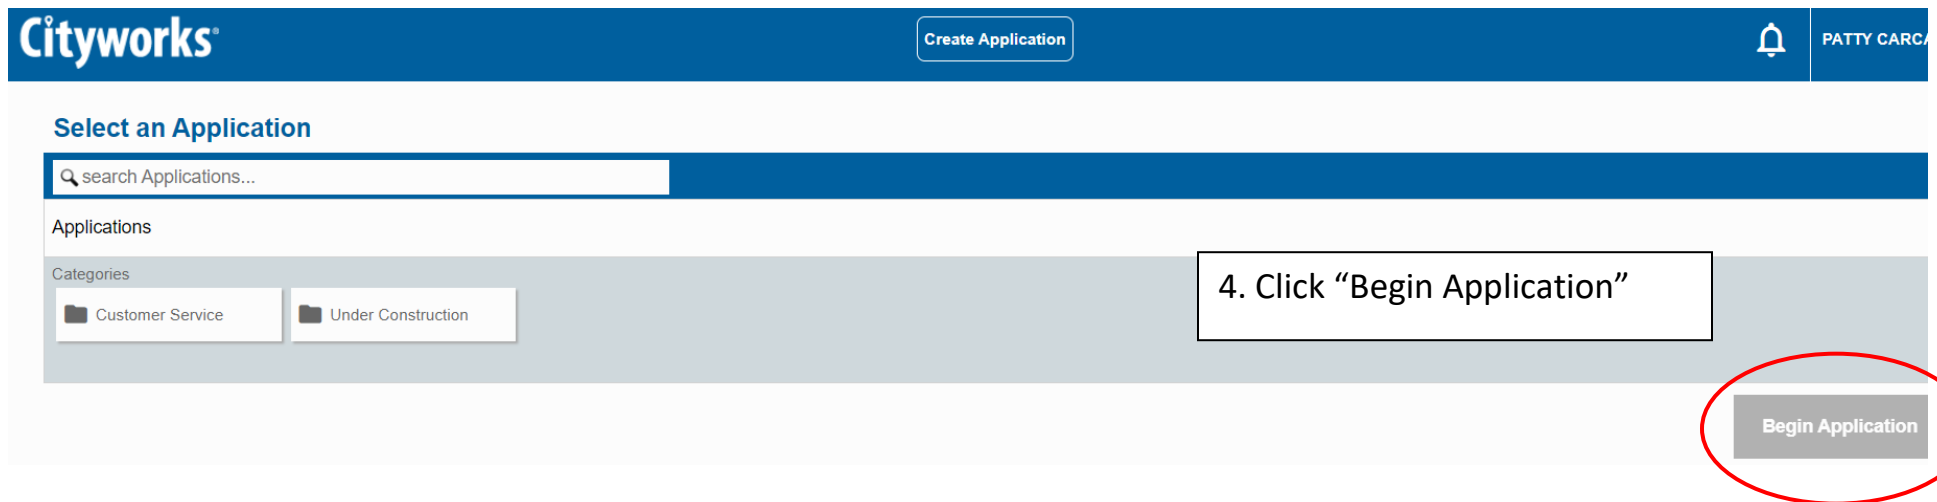 Cityworks
Create Application
PATTY CARCA
Select an Application
search Applications...
Applications
Categories
Customer Service
Under Construction
4. Click “Begin Application”
Begin Application